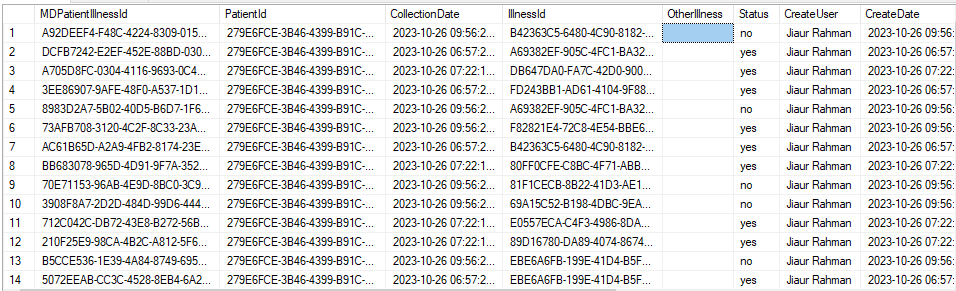 MDPatientIllnessId PatientId CollectionDate IllnessId OtherIllness Status CreateUser CreateDate
1 A92DEEF4-F48C-4224-8309-015... 279E6FCE-3B46-4399-B91C-... 2023-10-26 09:56:2... B42363C5-6480-4C90-8182-... no Jiaur Rahman 2023-10-26 09:56:
2 DCFB7242-E2EF-452E-88BD-030... 279E6FCE-3B46-4399-B91C-... 2023-10-26 06:57:2... A69382EF-905C-4FC1-BA32... yes Jiaur Rahman 2023-10-26 06:57:
3 A705D8FC-0304-4116-9693-0C4... 279E6FCE-3B46-4399-B91C-... 2023-10-26 07:22:1... DB647DA0-FA7C-42D0-900... yes Jiaur Rahman 2023-10-26 07:22:
4 3EE86907-9AFE-48F0-A537-1D1... 279E6FCE-3B46-4399-B91C-... 2023-10-26 06:57:2... FD243BB1-AD61-4104-9F88... yes Jiaur Rahman 2023-10-26 06:57:
5 8983D2A7-5B02-40D5-B6D7-1F6... 279E6FCE-3B46-4399-B91C-... 2023-10-26 09:56:2... A69382EF-905C-4FC1-BA32... no Jiaur Rahman 2023-10-26 09:56:
6 73AFB708-3120-4C2F-8C33-23A... 279E6FCE-3B46-4399-B91C-... 2023-10-26 09:56:2... F82821E4-72C8-4E54-BBE6... yes Jiaur Rahman 2023-10-26 09:56:
7 AC61B65D-A2A9-4FB2-8174-23E... 279E6FCE-3B46-4399-B91C-... 2023-10-26 06:57:2... B42363C5-6480-4C90-8182-... yes Jiaur Rahman 2023-10-26 06:57:
8 BB683078-965D-4D91-9F7A-352... 279E6FCE-3B46-4399-B91C-... 2023-10-26 07:22:1... 80FF0CFE-C8BC-4F71-ABB... yes Jiaur Rahman 2023-10-26 07:22:
9 70E71153-96AB-4E9D-8BC0-3C9... 279E6FCE-3B46-4399-B91C-... 2023-10-26 09:56:2... 81F1CECB-8B22-41D3-AE1... no Jiaur Rahman 2023-10-26 09:56:
10 3908F8A7-2D2D-484D-99D6-444... 279E6FCE-3B46-4399-B91C-... 2023-10-26 09:56:2... 69A15C52-B198-4DBC-9EA... no Jiaur Rahman 2023-10-26 09:56:
11 712C042C-DB72-43E8-B272-56B... 279E6FCE-3B46-4399-B91C-... 2023-10-26 07:22:1... E0557ECA-C4F3-4986-8DA... yes Jiaur Rahman 2023-10-26 07:22:
12 210F25E9-98CA-4B2C-A812-5F6... 279E6FCE-3B46-4399-B91C-... 2023-10-26 07:22:1... 89D16780-DA89-4074-8674... yes Jiaur Rahman 2023-10-26 07:22:
13 B5CCE536-1E39-4A84-8749-695... 279E6FCE-3B46-4399-B91C-... 2023-10-26 09:56:2... EBE6A6FB-199E-41D4-B5F... no Jiaur Rahman 2023-10-26 09:56:
14 5072EEAB-CC3C-4528-8EB4-6A2... 279E6FCE-3B46-4399-B91C-... 2023-10-26 06:57:2... EBE6A6FB-199E-41D4-B5F... yes Jiaur Rahman 2023-10-26 06:57: